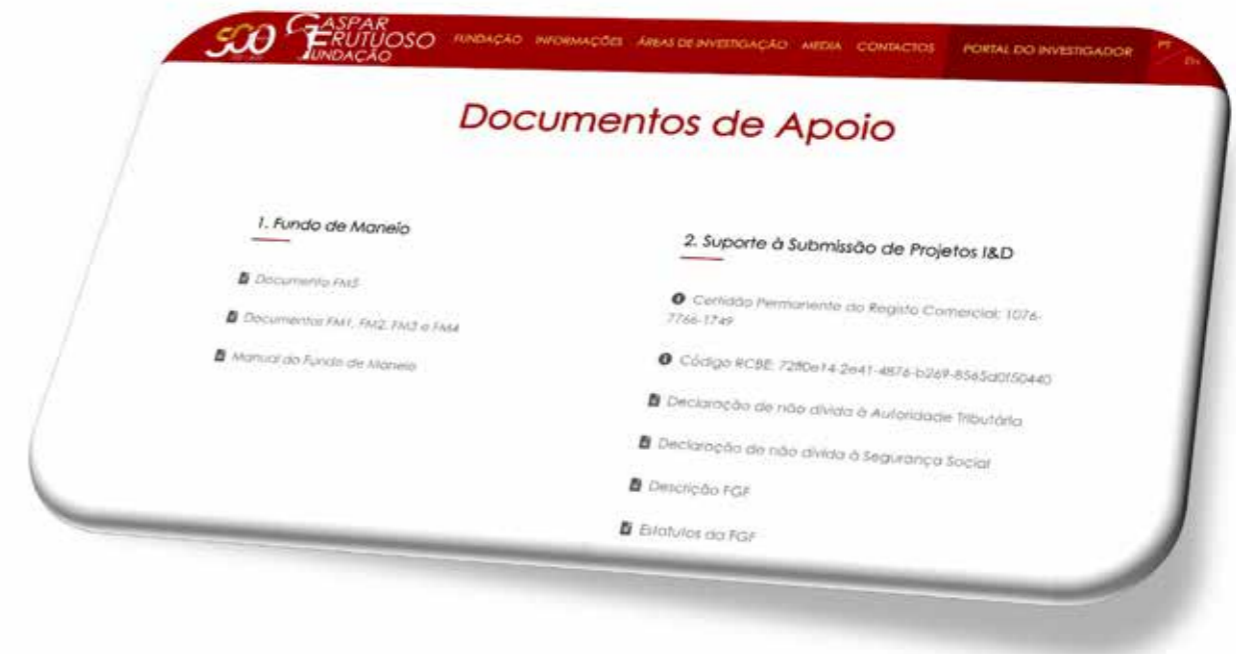 500 GASPAR
FRUTUOSO
FUNDAÇÃO
FUNDAÇÃO INFORMAÇÕES ÁREAS DE INVESTIGAÇÃO MEDIA CONTACTOS PORTAL DO INVESTIGADOR PT
EN
Documentos de Apoio
1. Fundo de Maneio
Documento FM5
Documentos FM1, FM2, FM3 e FM4
Manual do Fundo de Maneio
2. Suporte à Submissão de Projetos I&D
Certidão Permanente do Registo Comercial: 1076-
7766-1749
Código RCBE: 72ff0e14-2e41-4876-b269-8565d0f50440
Declaração de não dívida à Autoridade Tributária
Declaração de não dívida à Segurança Social
Descrição FGF
Estatutos da FGF